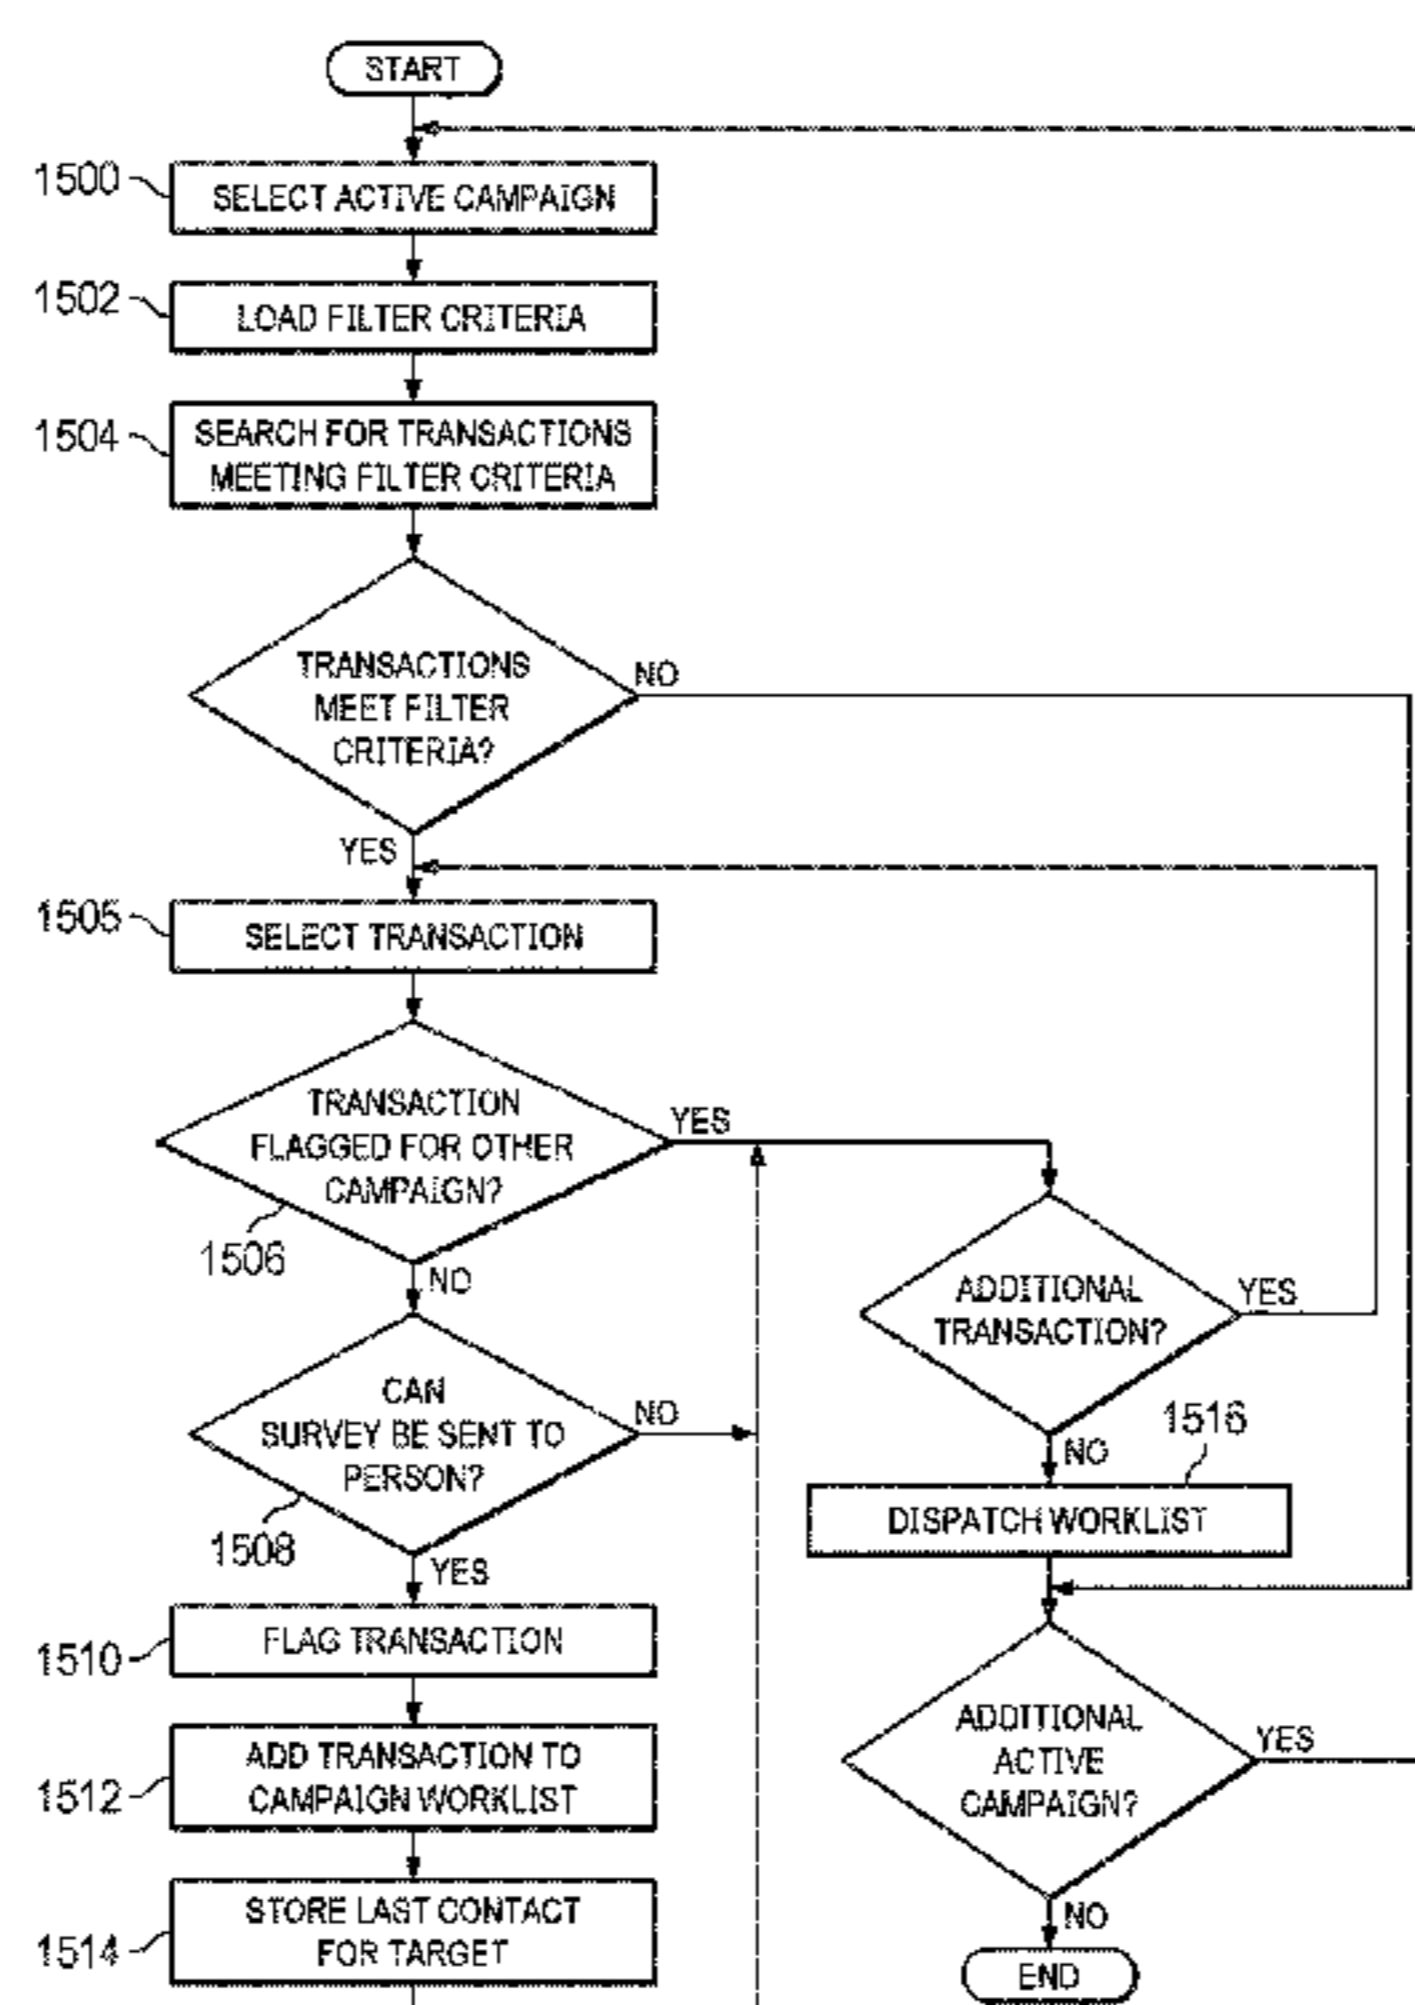 START
1500
SELECT ACTIVE CAMPAIGN
1502
LOAD FILTER CRITERIA
1504
SEARCH FOR TRANSACTIONS
MEETING FILTER CRITERIA
TRANSACTIONS
MEET FILTER
CRITERIA?
NO
YES
1505
SELECT TRANSACTION
TRANSACTION
FLAGGED FOR OTHER
CAMPAIGN?
YES
1506
NO
CAN
SURVEY BE SENT TO
PERSON?
NO
1508
YES
1510
FLAG TRANSACTION
1512
ADD TRANSACTION TO
CAMPAIGN WORKLIST
1514
STORE LAST CONTACT
FOR TARGET
ADDITIONAL
TRANSACTION?
YES
NO
1516
DISPATCH WORKLIST
ADDITIONAL
ACTIVE
CAMPAIGN?
YES
NO
END